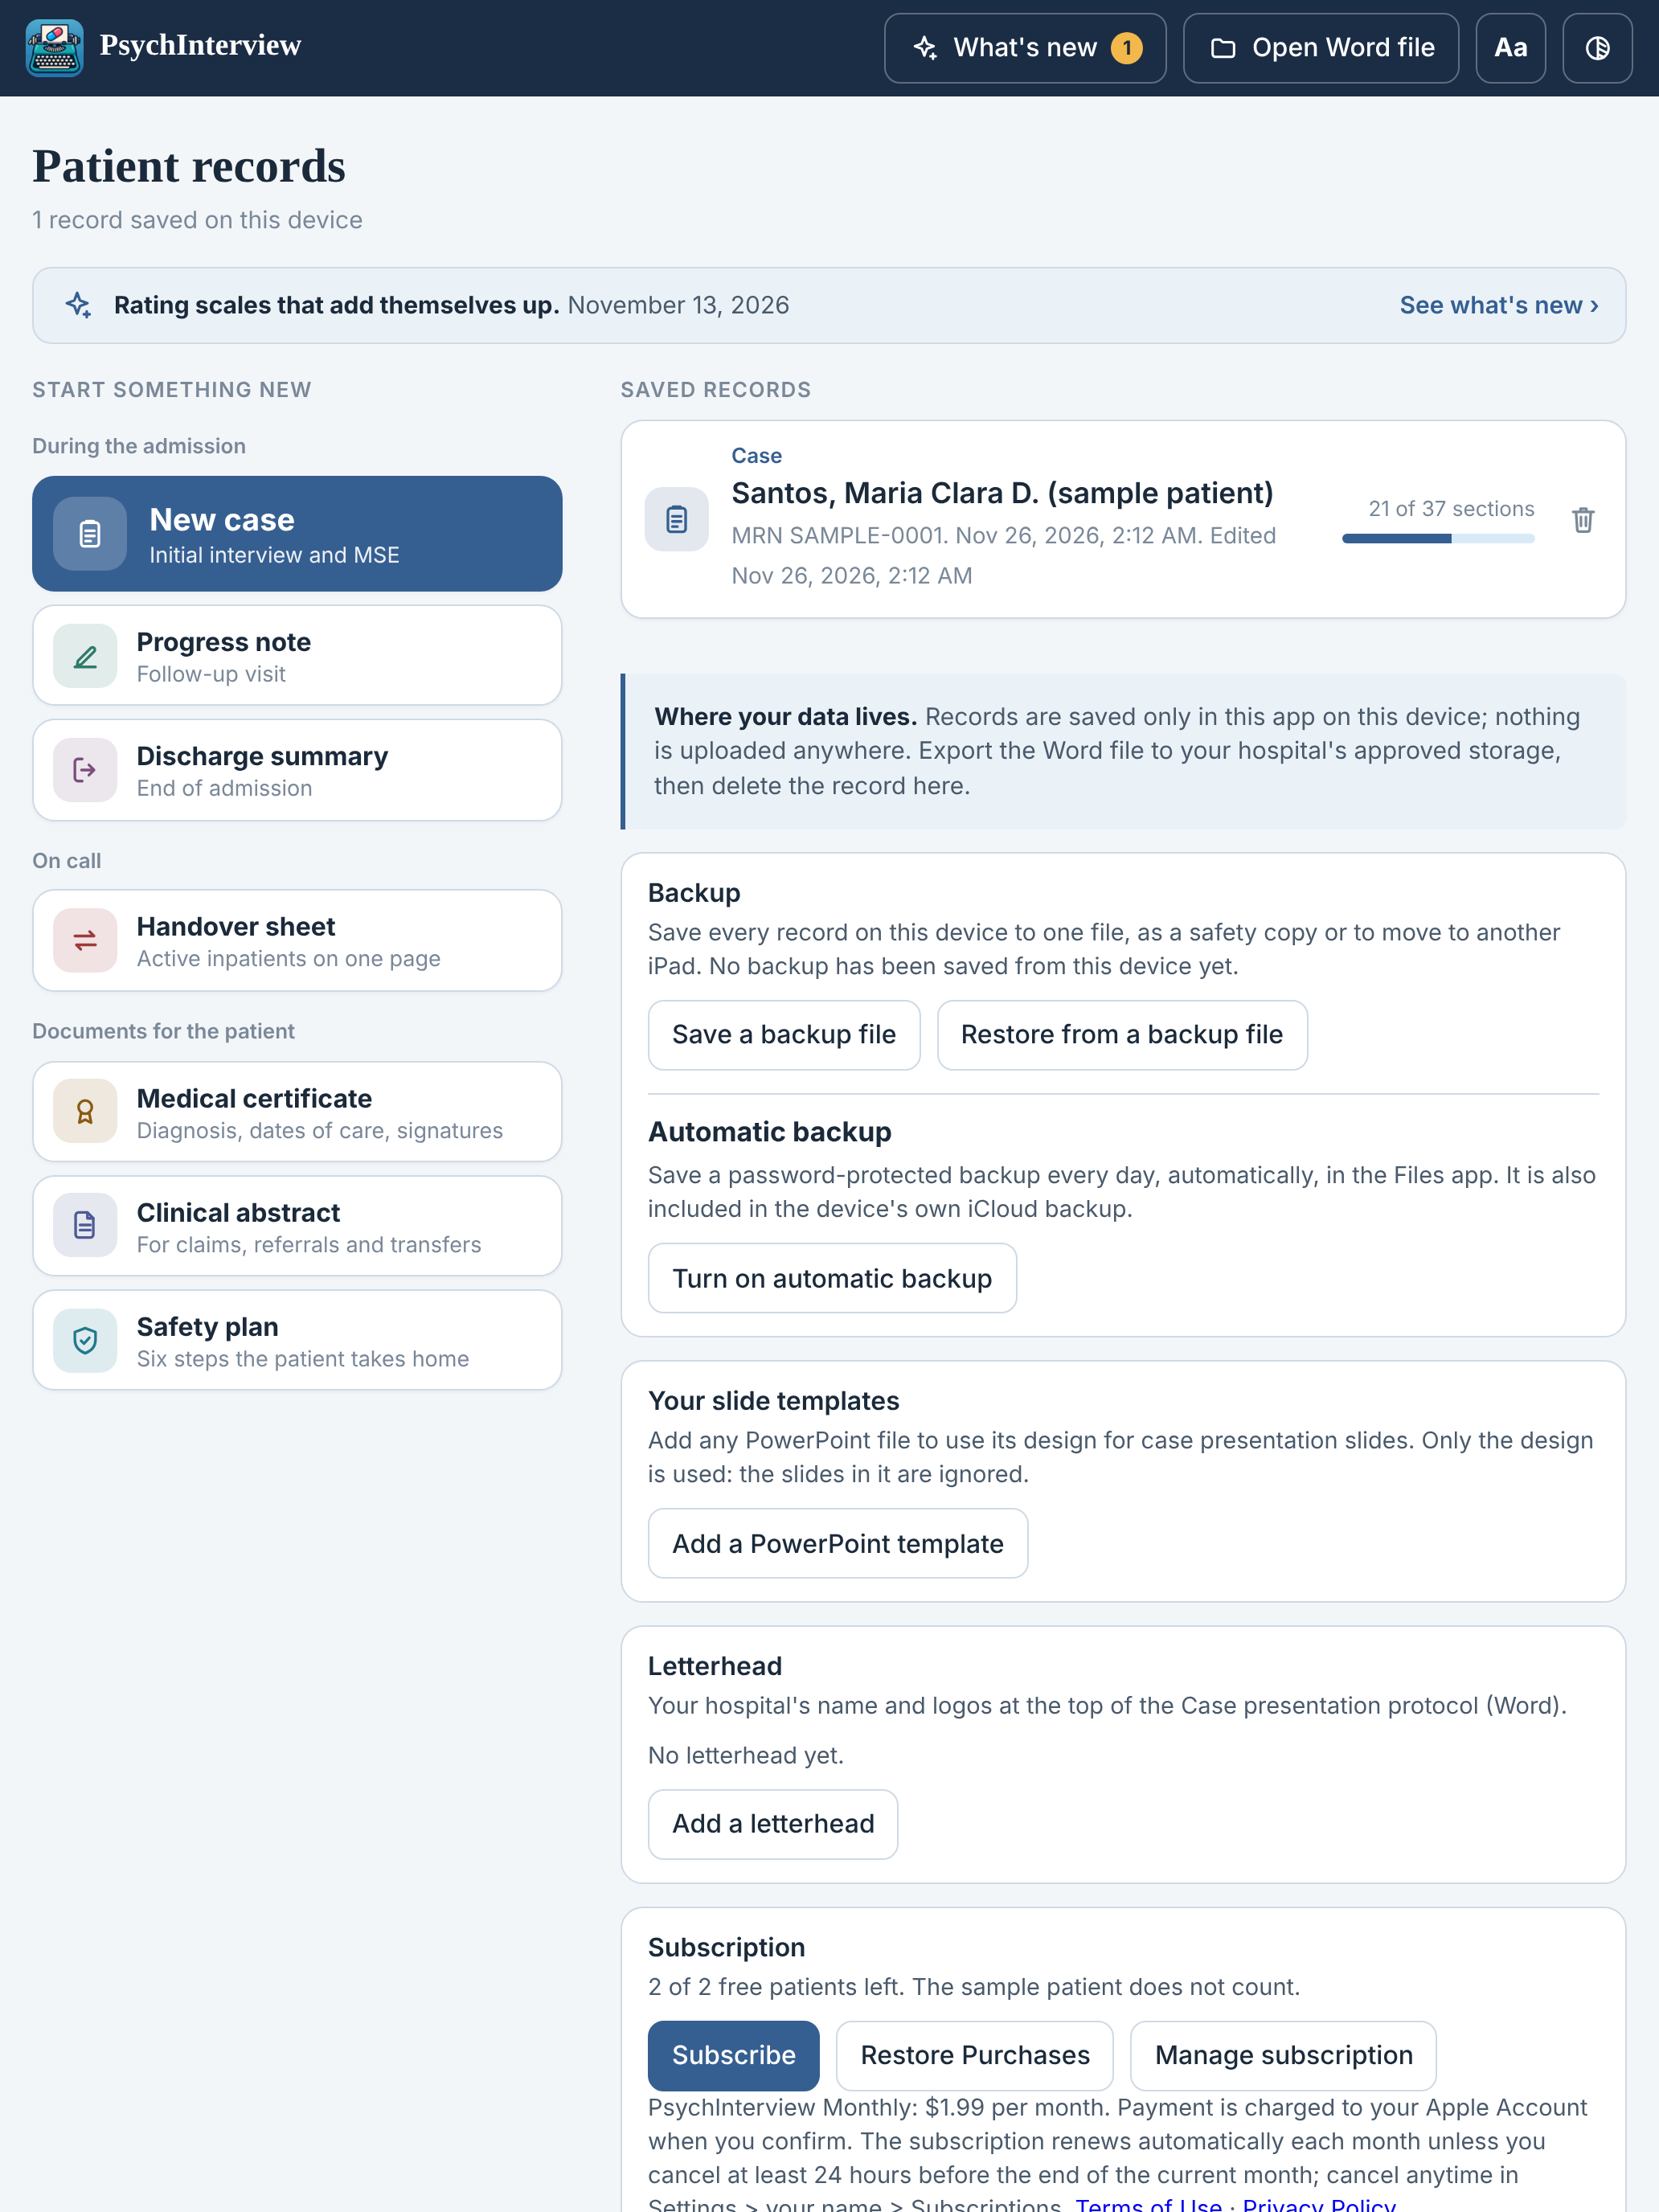 PsychInterview
What's new 1
Open Word file
Aa
Patient records
1 record saved on this device
Rating scales that add themselves up. November 13, 2026
See what's new ›
START SOMETHING NEW
During the admission
New case
Initial interview and MSE
Progress note
Follow-up visit
Discharge summary
End of admission
On call
Handover sheet
Active inpatients on one page
Documents for the patient
Medical certificate
Diagnosis, dates of care, signatures
Clinical abstract
For claims, referrals and transfers
Safety plan
Six steps the patient takes home
SAVED RECORDS
Case
Santos, Maria Clara D. (sample patient)
MRN SAMPLE-0001. Nov 26, 2026, 2:12 AM. Edited
Nov 26, 2026, 2:12 AM
21 of 37 sections
Where your data lives. Records are saved only in this app on this device; nothing
is uploaded anywhere. Export the Word file to your hospital's approved storage,
then delete the record here.
Backup
Save every record on this device to one file, as a safety copy or to move to another
iPad. No backup has been saved from this device yet.
Save a backup file
Restore from a backup file
Automatic backup
Save a password-protected backup every day, automatically, in the Files app. It is also
included in the device's own iCloud backup.
Turn on automatic backup
Your slide templates
Add any PowerPoint file to use its design for case presentation slides. Only the design
is used: the slides in it are ignored.
Add a PowerPoint template
Letterhead
Your hospital's name and logos at the top of the Case presentation protocol (Word).
No letterhead yet.
Add a letterhead
Subscription
2 of 2 free patients left. The sample patient does not count.
Subscribe
Restore Purchases
Manage subscription
PsychInterview Monthly: $1.99 per month. Payment is charged to your Apple Account
when you confirm. The subscription renews automatically each month unless you
cancel at least 24 hours before the end of the current month; cancel anytime in
Settings > your name > Subscriptions. Terms of Use · Privacy Policy